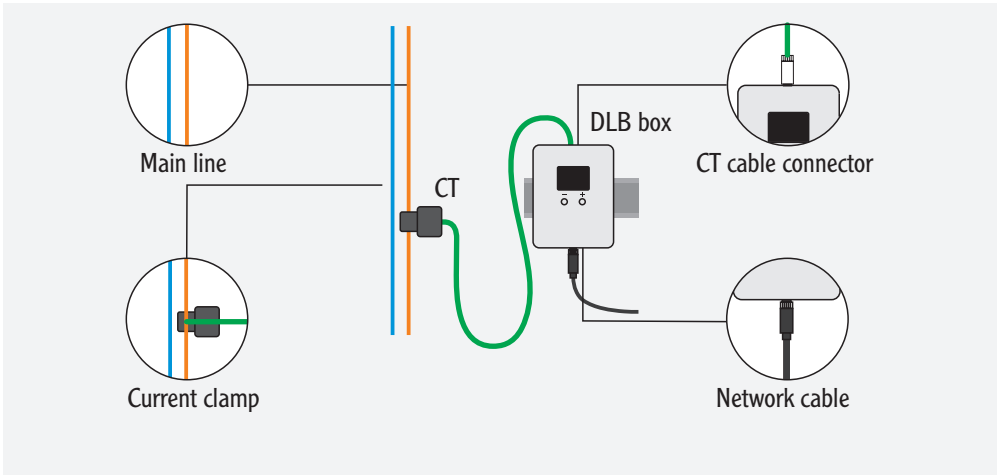 Main line
CT
DLB box
− +
CT cable connector
Current clamp
Network cable